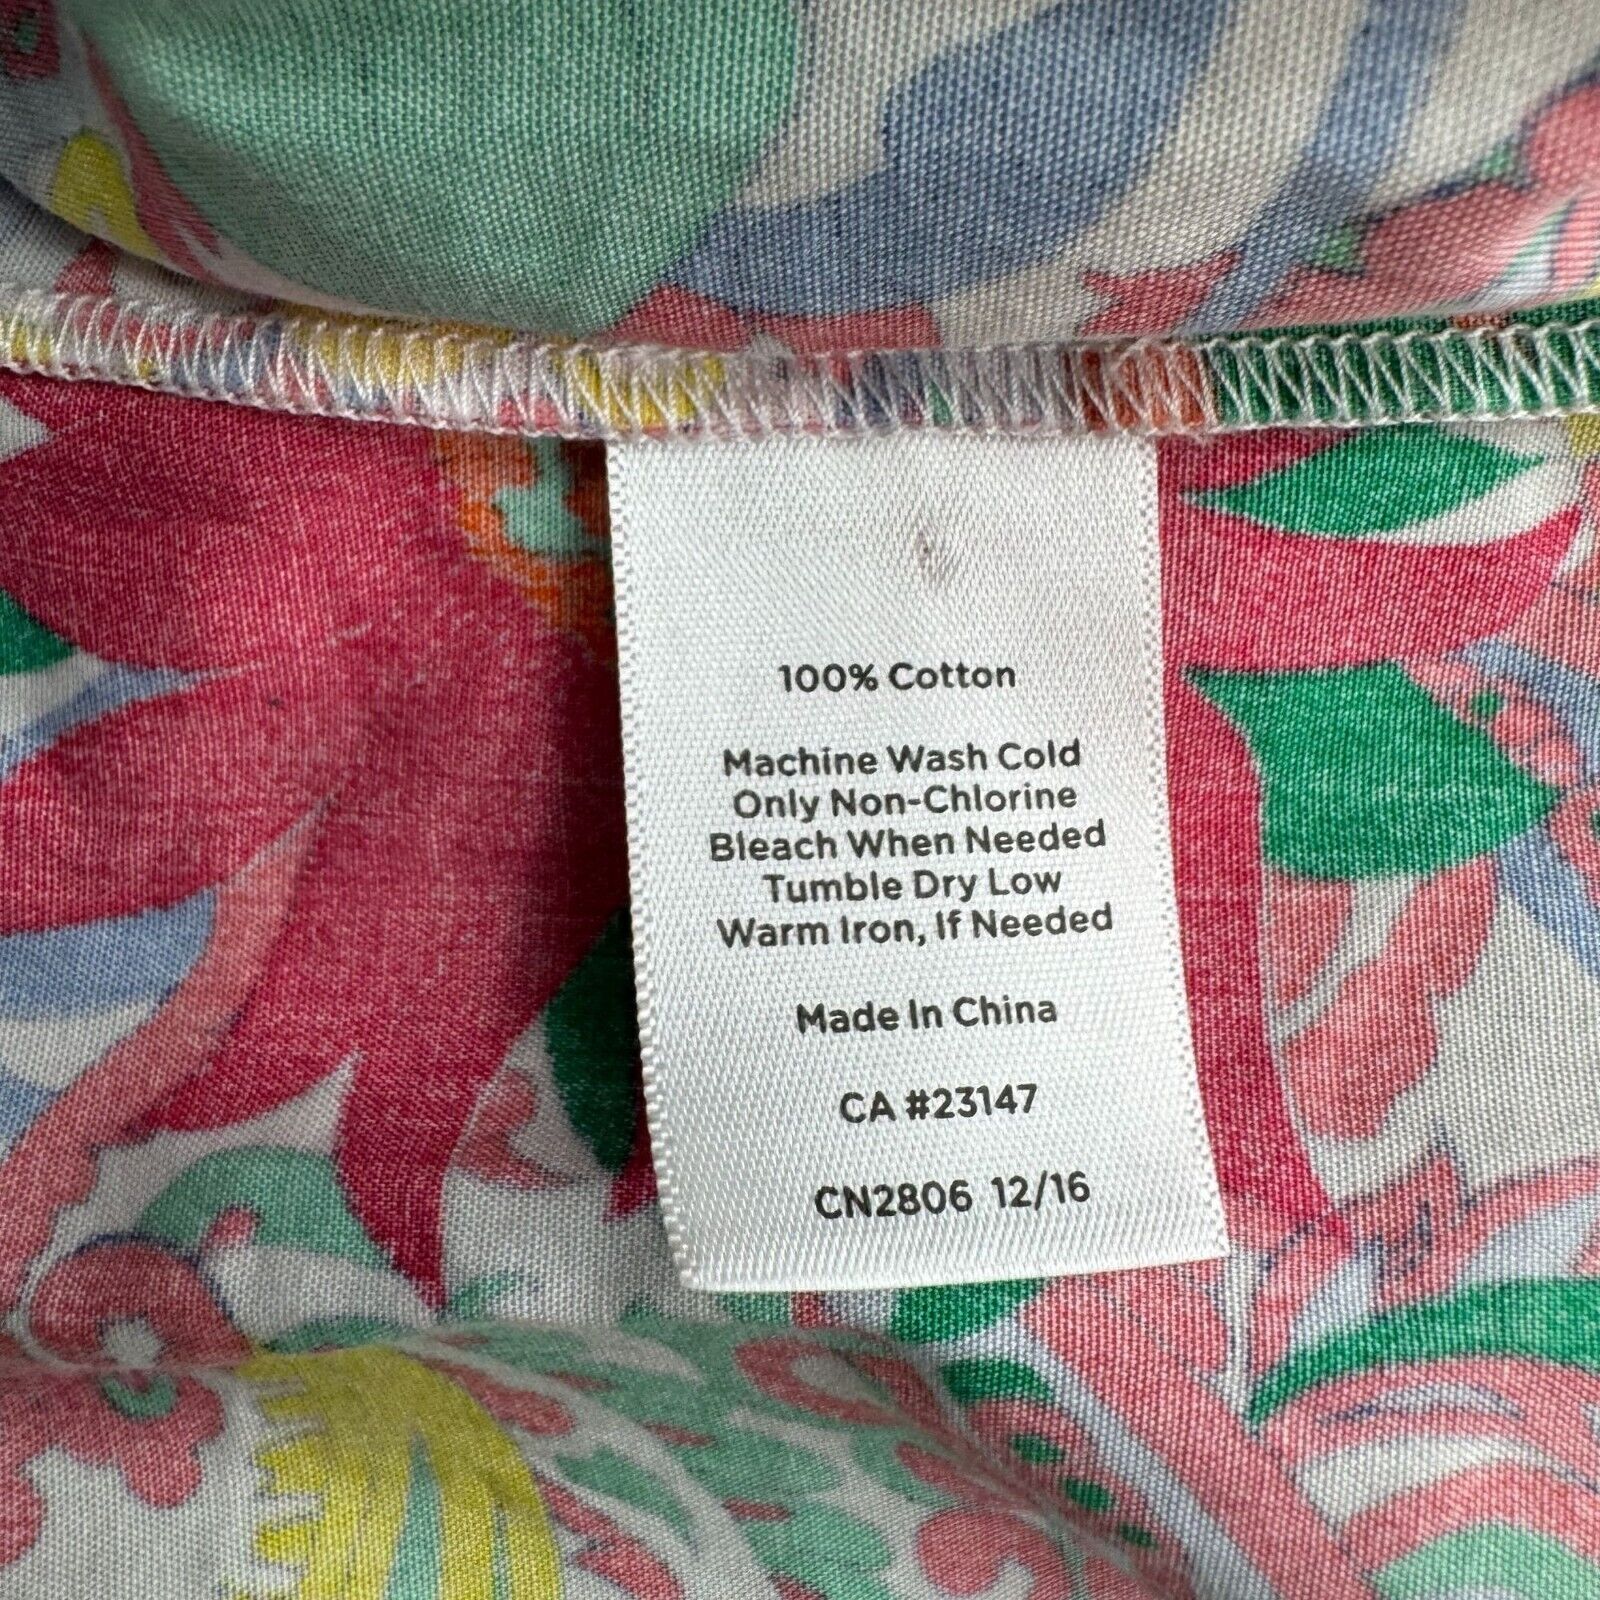 100% Cotton
Machine Wash Cold
Only Non-Chlorine
Bleach When Needed
Tumble Dry Low
Warm Iron, If Needed
Made In China
CA #23147
CN2806 12/16